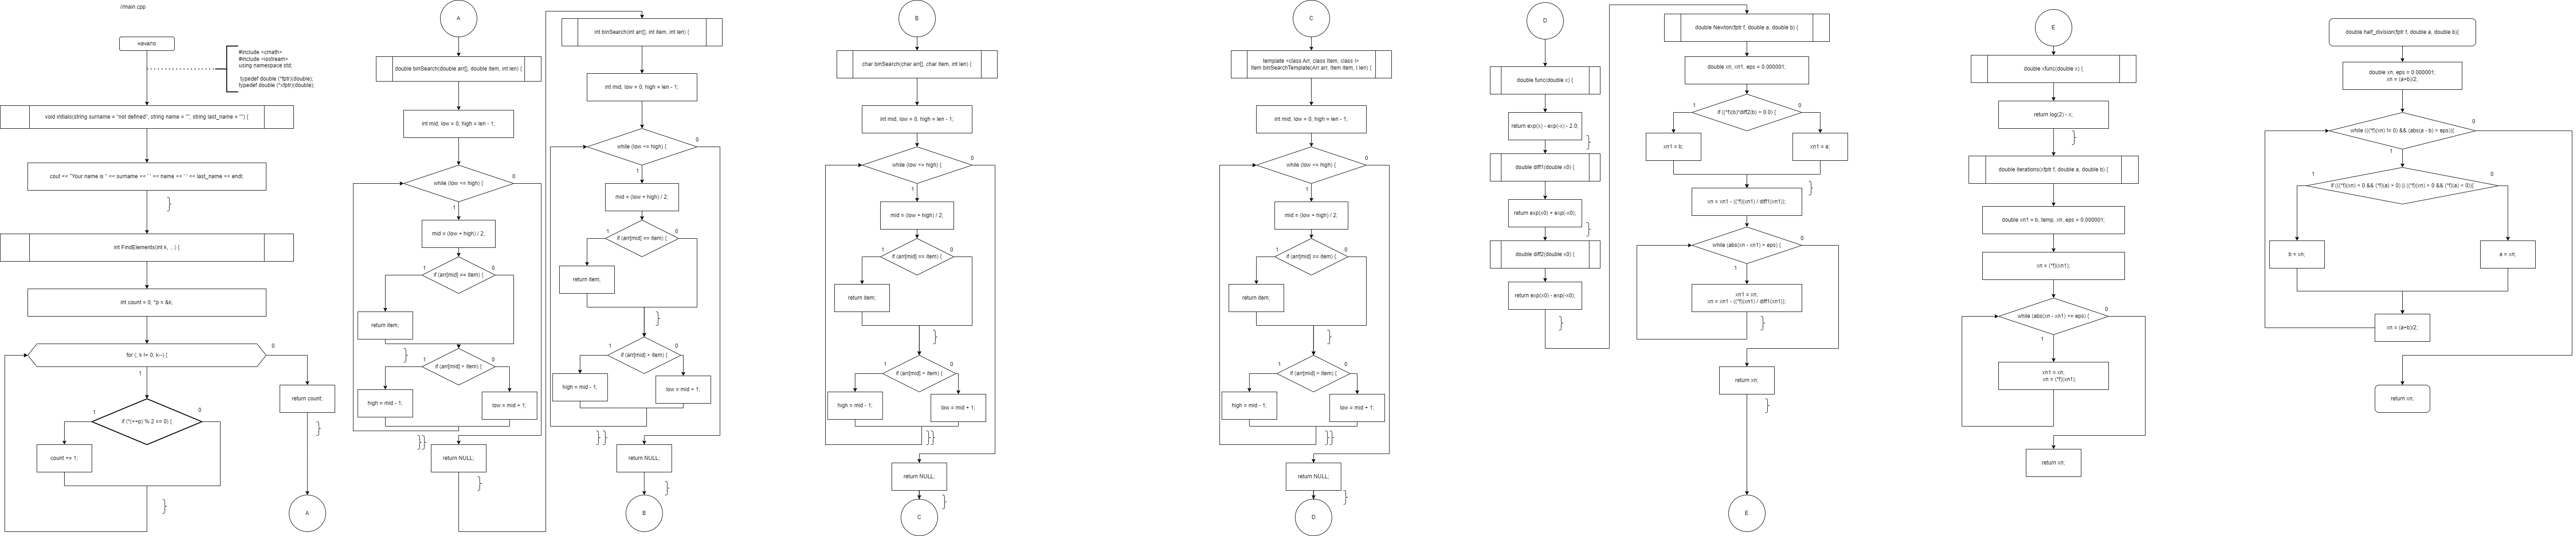 //main.cpp
начало
#include <cmath>
#include <iostream>
using namespace std;
typedef double (*fptr)(double);
typedef double (*xfptr)(double);
void initials(string surname = "not defined", string name = "", string last_name = "") {
cout << "Your name is " << surname << ' ' << name << ' ' << last_name << endl;
}
int FindElements(int k, ...) {
int count = 0, *p = &k;
for (; k != 0; k--) {
0
1
return count;
}
if (*(++p) % 2 == 0) {
1
0
count += 1;
}
A
A
double binSearch(double arr[], double item, int len) {
int mid, low = 0, high = len - 1;
while (low <= high) {
0
1
mid = (low + high) / 2;
if (arr[mid] == item) {
1
0
return item;
}
if (arr[mid] > item) {
1
0
high = mid - 1;
low = mid + 1;
}}
return NULL;
}
int binSearch(int arr[], int item, int len) {
int mid, low = 0, high = len - 1;
while (low <= high) {
0
1
mid = (low + high) / 2;
if (arr[mid] == item) {
1
0
return item;
}
if (arr[mid] > item) {
1
0
high = mid - 1;
low = mid + 1;
}}
return NULL;
}
B
B
char binSearch(char arr[], char item, int len) {
int mid, low = 0, high = len - 1;
while (low <= high) {
0
1
mid = (low + high) / 2;
if (arr[mid] == item) {
1
0
return item;
}
if (arr[mid] > item) {
1
0
high = mid - 1;
low = mid + 1;
}}
return NULL;
}
C
C
template <class Arr, class Item, class I>
Item binSearchTemplate(Arr arr, Item item, I len) {
int mid, low = 0, high = len - 1;
while (low <= high) {
0
1
mid = (low + high) / 2;
if (arr[mid] == item) {
1
0
return item;
}
if (arr[mid] > item) {
1
0
high = mid - 1;
low = mid + 1;
}}
return NULL;
}
D
D
double func(double x) {
return exp(x) - exp(-x) - 2.0;
}
double diff1(double x0) {
return exp(x0) + exp(-x0);
}
double diff2(double x0) {
return exp(x0) - exp(-x0);
}
double Newton(fptr f, double a, double b) {
double xn, xn1, eps = 0.000001;
if ((*f)(b)*diff2(b) > 0.0) {
1
0
xn1 = b;
xn1 = a;
}
xn = xn1 - ((*f)(xn1) / diff1(xn1));
while (abs(xn - xn1) > eps) {
0
1
xn1 = xn;
xn = xn1 - ((*f)(xn1) / diff1(xn1));
}
return xn;
}
E
E
double xfunc(double x) {
return log(2) - x;
}
double iterations(xfptr f, double a, double b) {
double xn1 = b, temp, xn, eps = 0.000001;
xn = (*f)(xn1);
while (abs(xn - xn1) <= eps) {
0
1
xn1 = xn;
xn = (*f)(xn1);
return xn;
double half_division(fptr f, double a, double b){
double xn, eps = 0.000001;
xn = (a+b)/2;
while (((*f)(xn) != 0) && (abs(a - b) > eps)){
0
1
if (((*f)(xn) < 0 && (*f)(a) > 0) || ((*f)(xn) > 0 && (*f)(a) < 0)){
1
0
b = xn;
a = xn;
xn = (a+b)/2;
return xn;